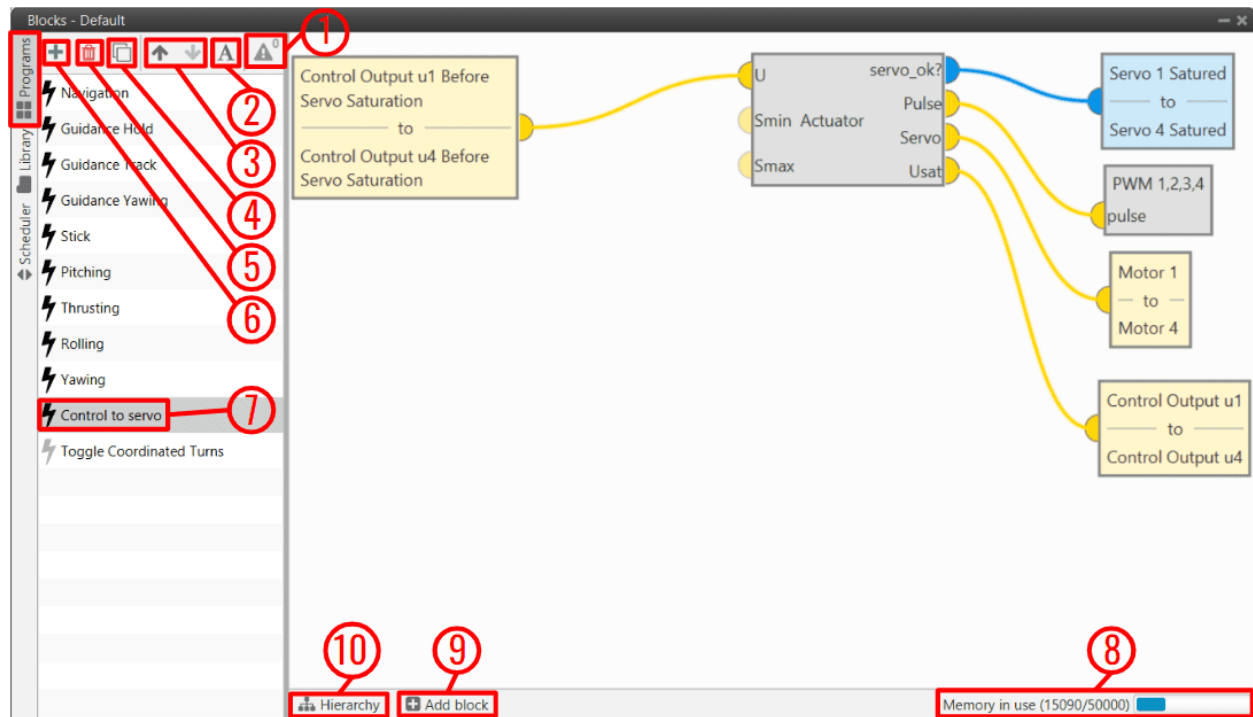 Blocks - Default
1
Programs
Library
Scheduler
A
0
2
3
4
5
6
7
Navigation
Guidance Hold
Guidance Track
Guidance Yawing
Stick
Pitching
Thrusting
Rolling
Yawing
Control to servo
Toggle Coordinated Turns
Control Output u1 Before
Servo Saturation
to
Control Output u4 Before
Servo Saturation
U
Smin
Actuator
Smax
servo_ok?
Pulse
Servo
Usat
Servo 1 Satured
to
Servo 4 Satured
PWM 1,2,3,4
pulse
Motor 1
to
Motor 4
Control Output u1
to
Control Output u4
10
9
8
Hierarchy
Add block
Memory in use (15090/50000)